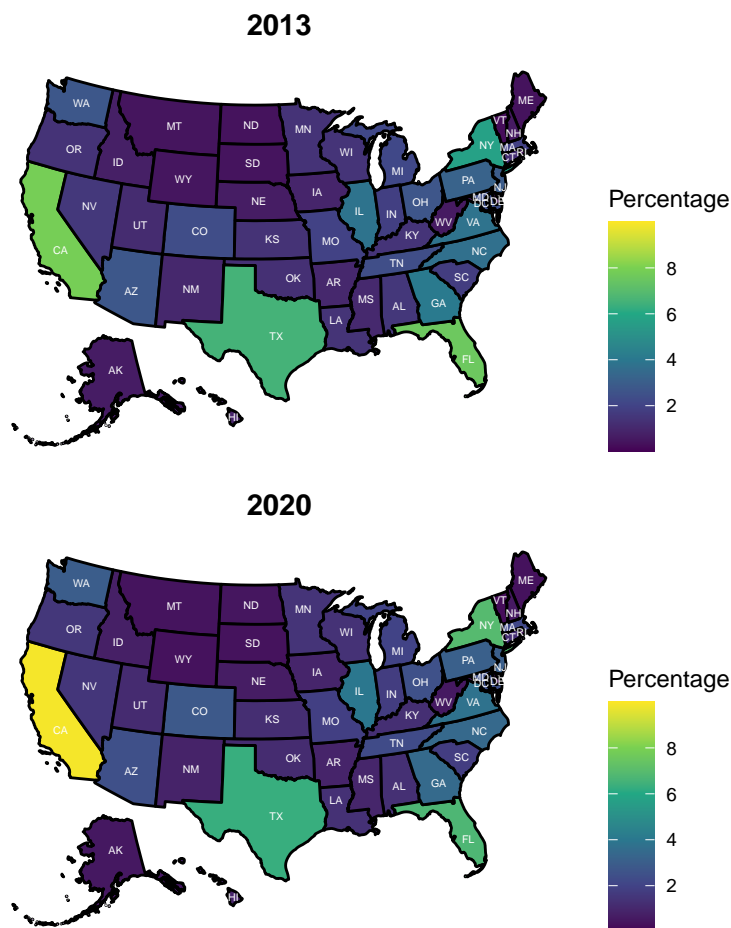 2013
WA
MT
ND
MN
ME
VT
NH
OR
ID
SD
WI
NY
MA
CT
RI
WY
MI
IA
PA
NJ
NE
MD
DE
DC
NV
UT
CO
IL
IN
OH
WV
VA
KS
MO
KY
CA
NC
TN
AZ
NM
OK
AR
SC
MS
AL
GA
TX
LA
FL
AK
HI
Percentage
8
6
4
2
2020
WA
MT
ND
MN
ME
VT
NH
OR
ID
SD
WI
NY
MA
CT
RI
WY
MI
IA
PA
NJ
NE
MD
DE
DC
NV
UT
CO
IL
IN
OH
WV
VA
KS
MO
KY
CA
NC
TN
AZ
NM
OK
AR
SC
MS
AL
GA
TX
LA
FL
AK
HI
Percentage
8
6
4
2